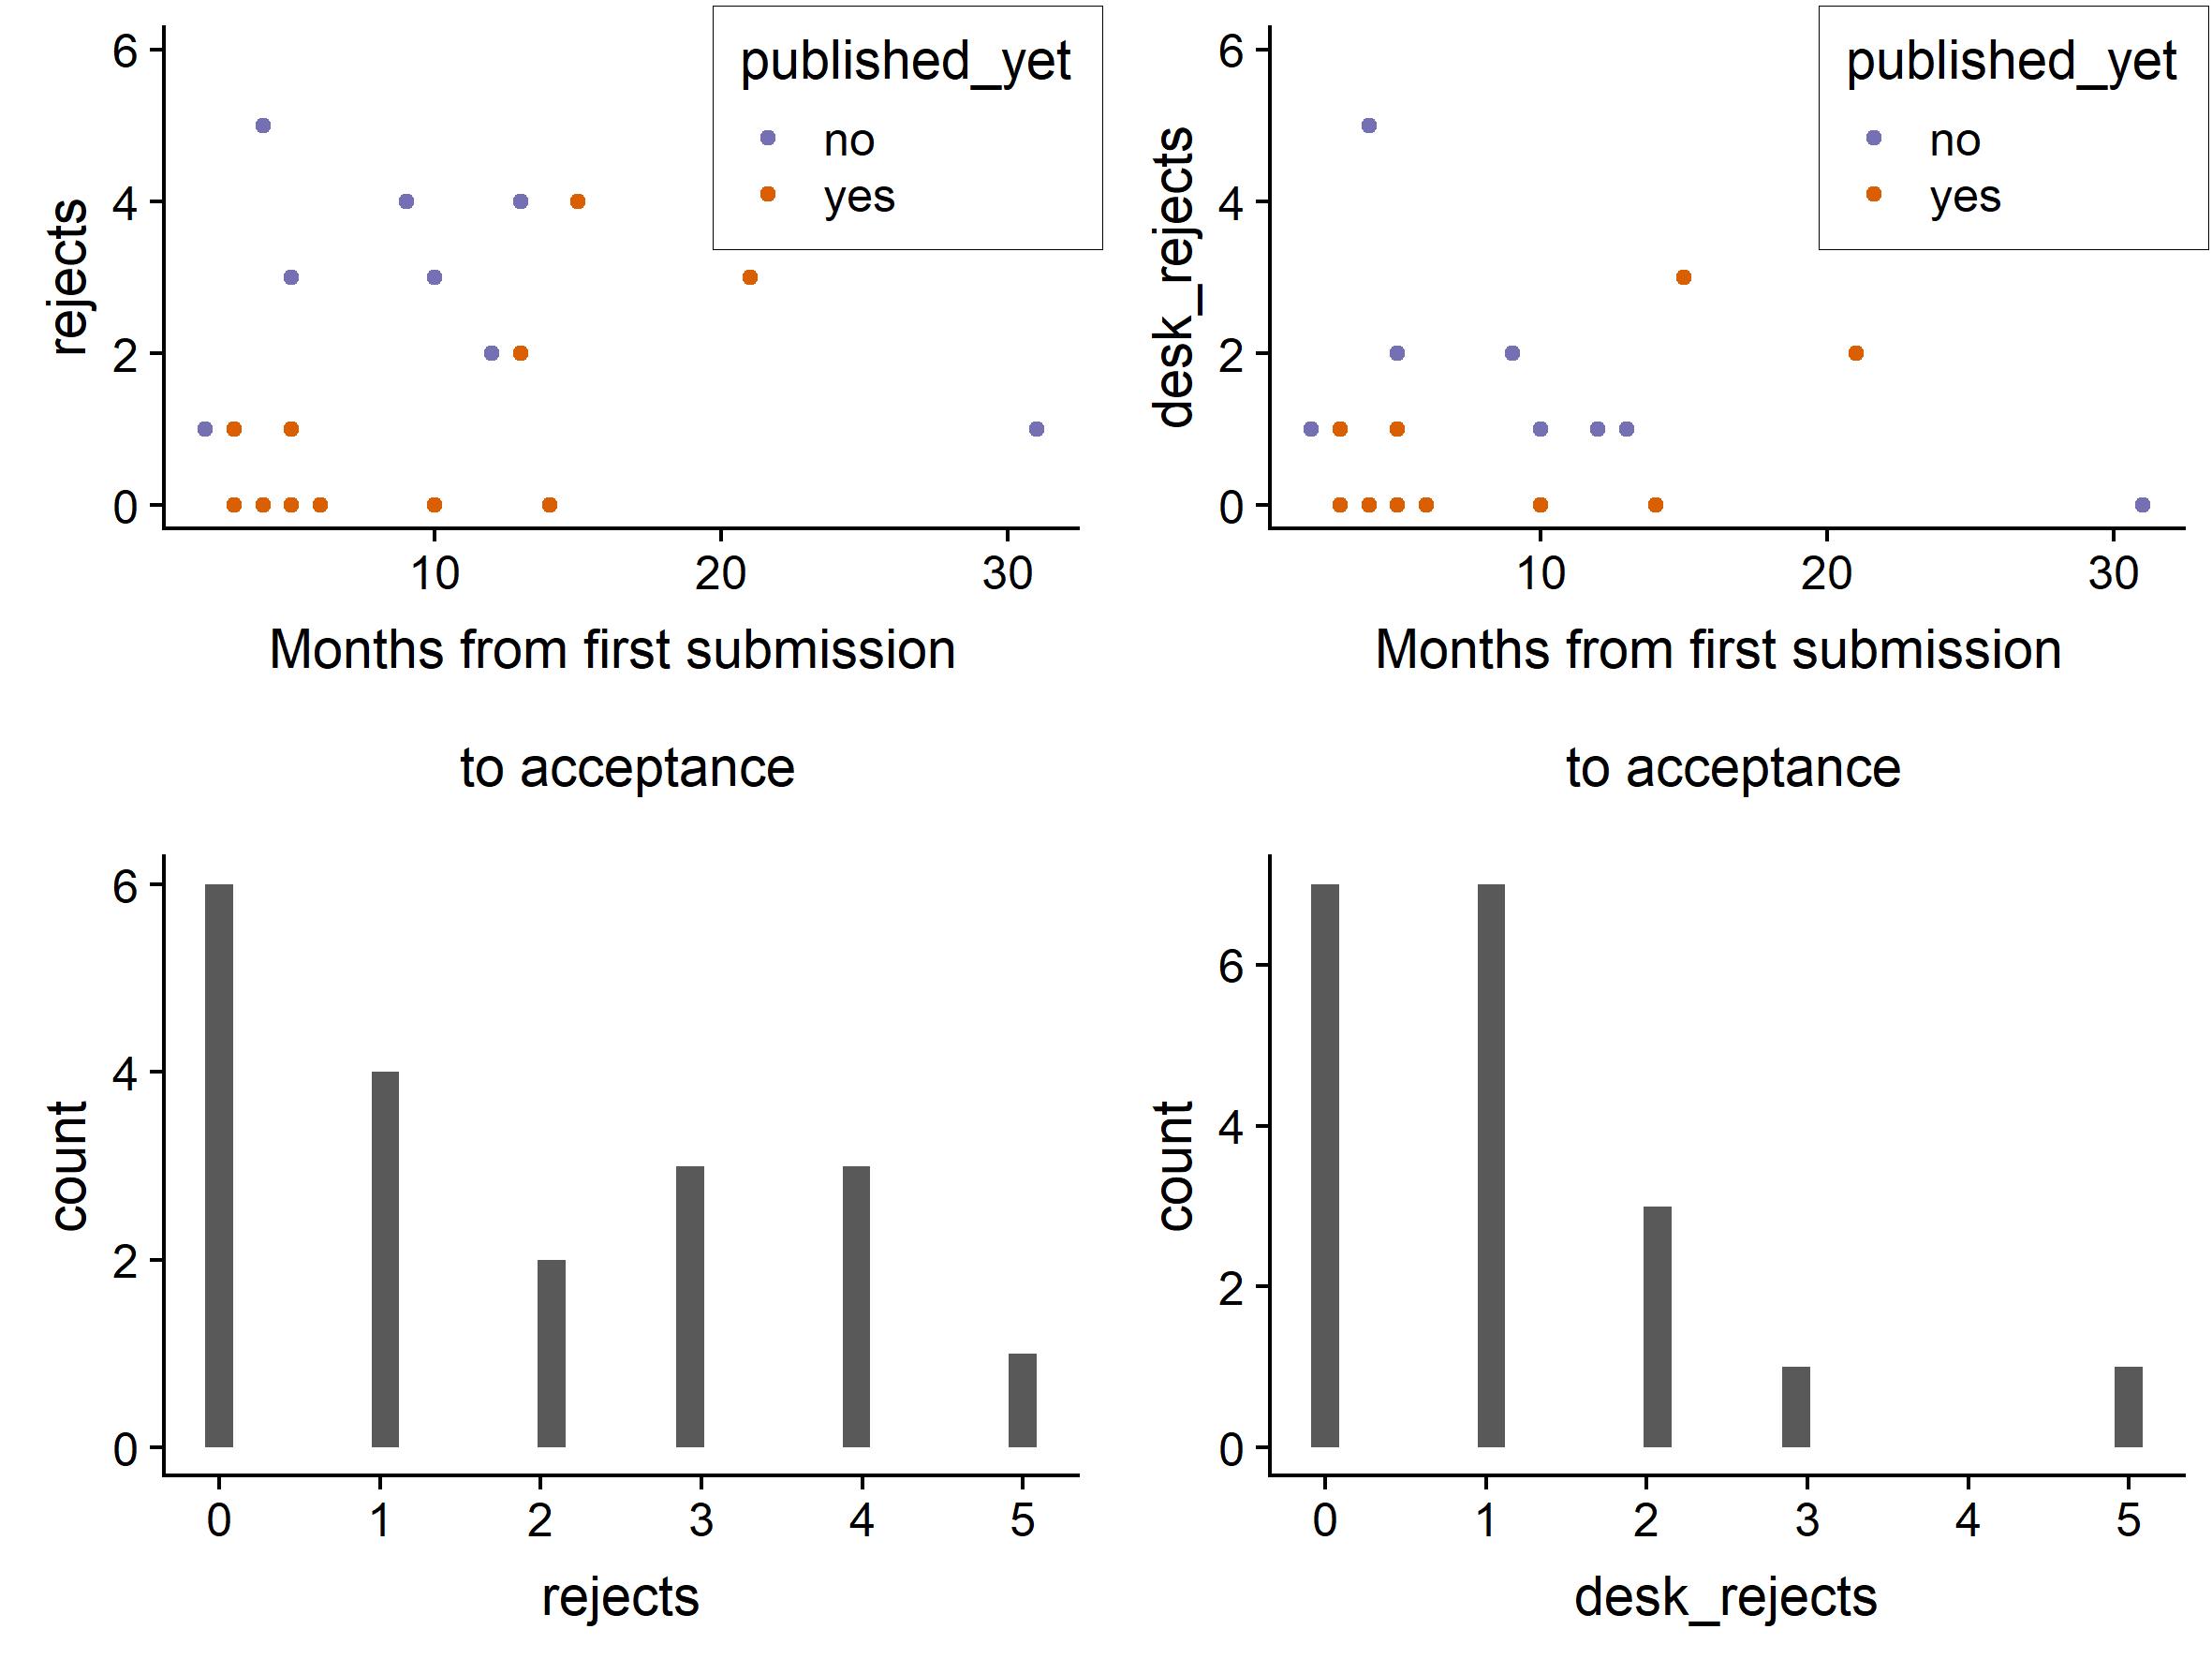 published_yet
no
yes
rejects
6
4
2
0
10 20 30
Months from first submission
to acceptance
published_yet
no
yes
desk_rejects
6
4
2
0
10 20 30
Months from first submission
to acceptance
count
6
4
2
0
0 1 2 3 4 5
rejects
count
6
4
2
0
0 1 2 3 4 5
desk_rejects